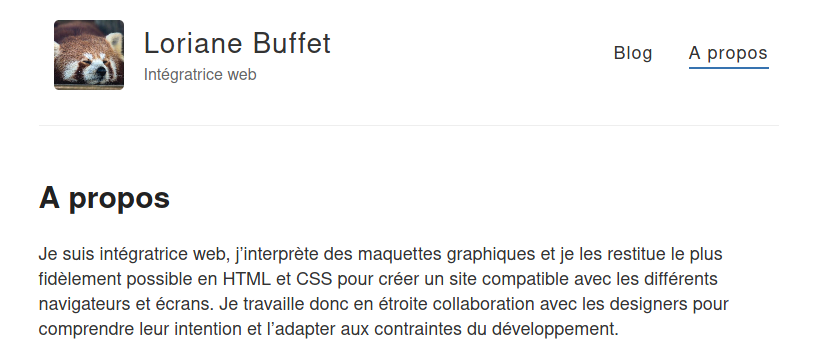 Loriane Buffet
Intégratrice web
Blog
A propos
A propos
Je suis intégratrice web, j’interprète des maquettes graphiques et je les restitue le plus
fidèlement possible en HTML et CSS pour créer un site compatible avec les différents
navigateurs et écrans. Je travaille donc en étroite collaboration avec les designers pour
comprendre leur intention et l’adapter aux contraintes du développement.